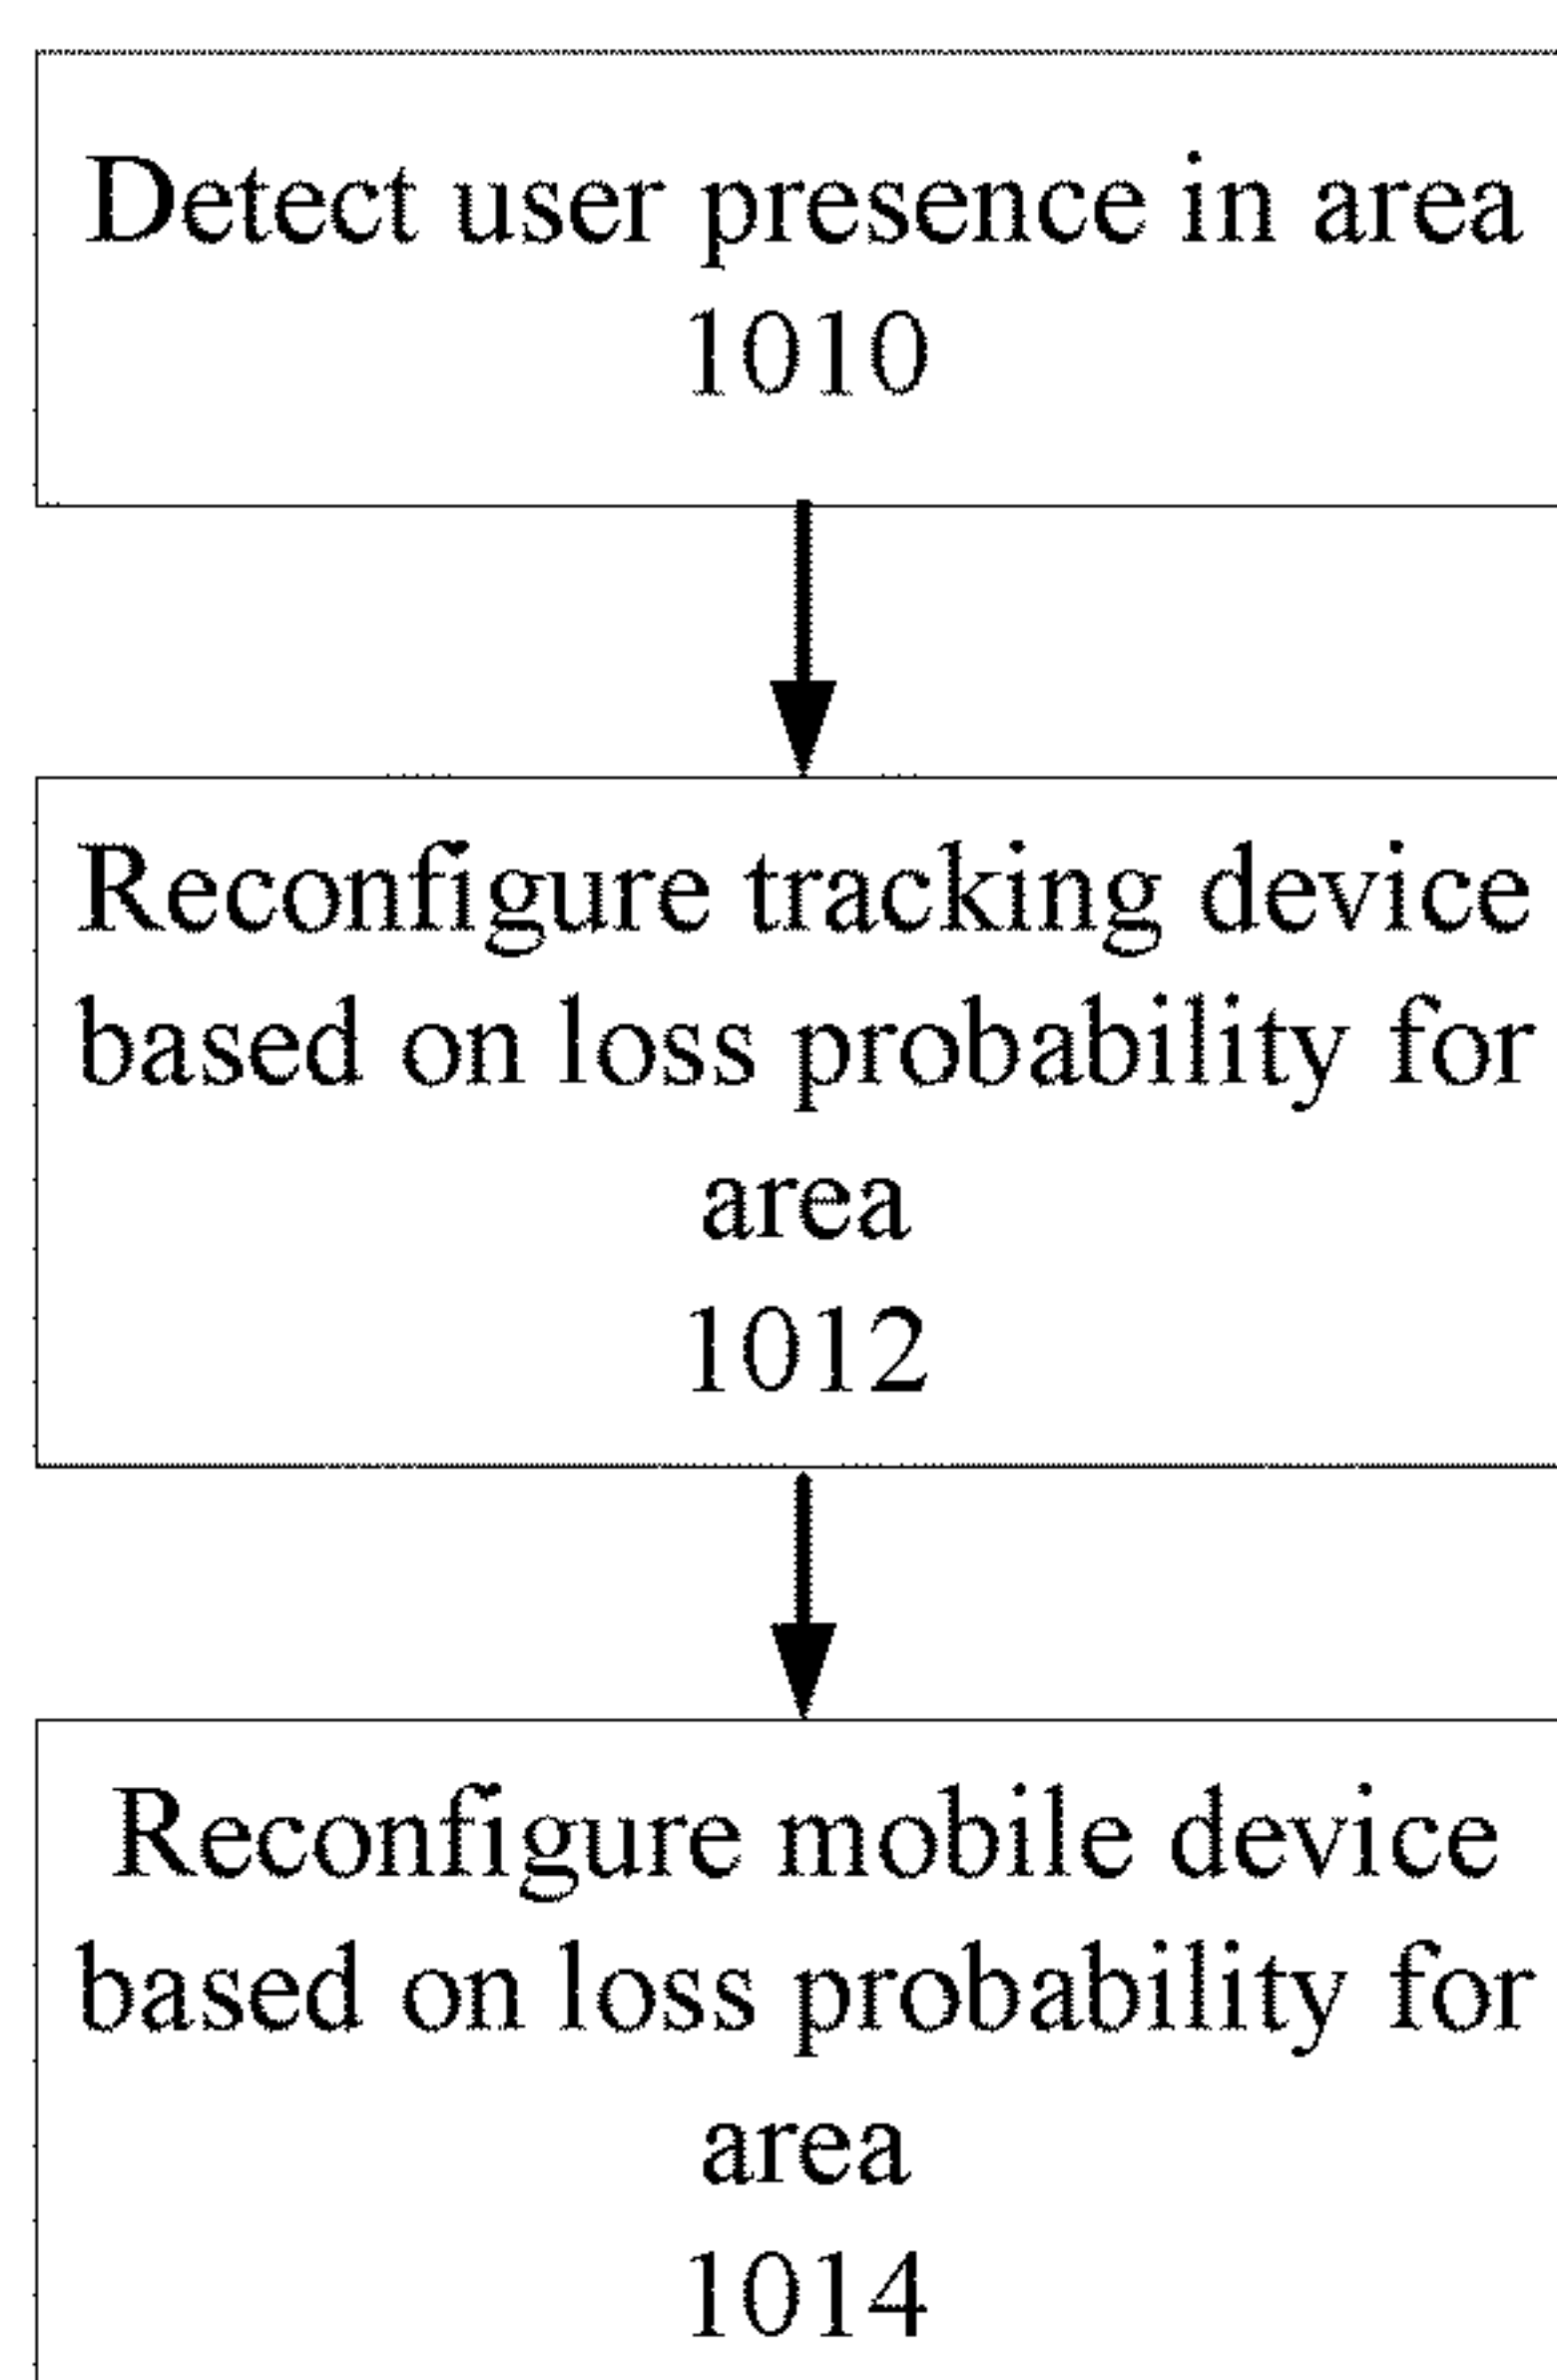 Detect user presence in area
1010
Reconfigure tracking device
based on loss probability for
area
1012
Reconfigure mobile device
based on loss probability for
area
1014